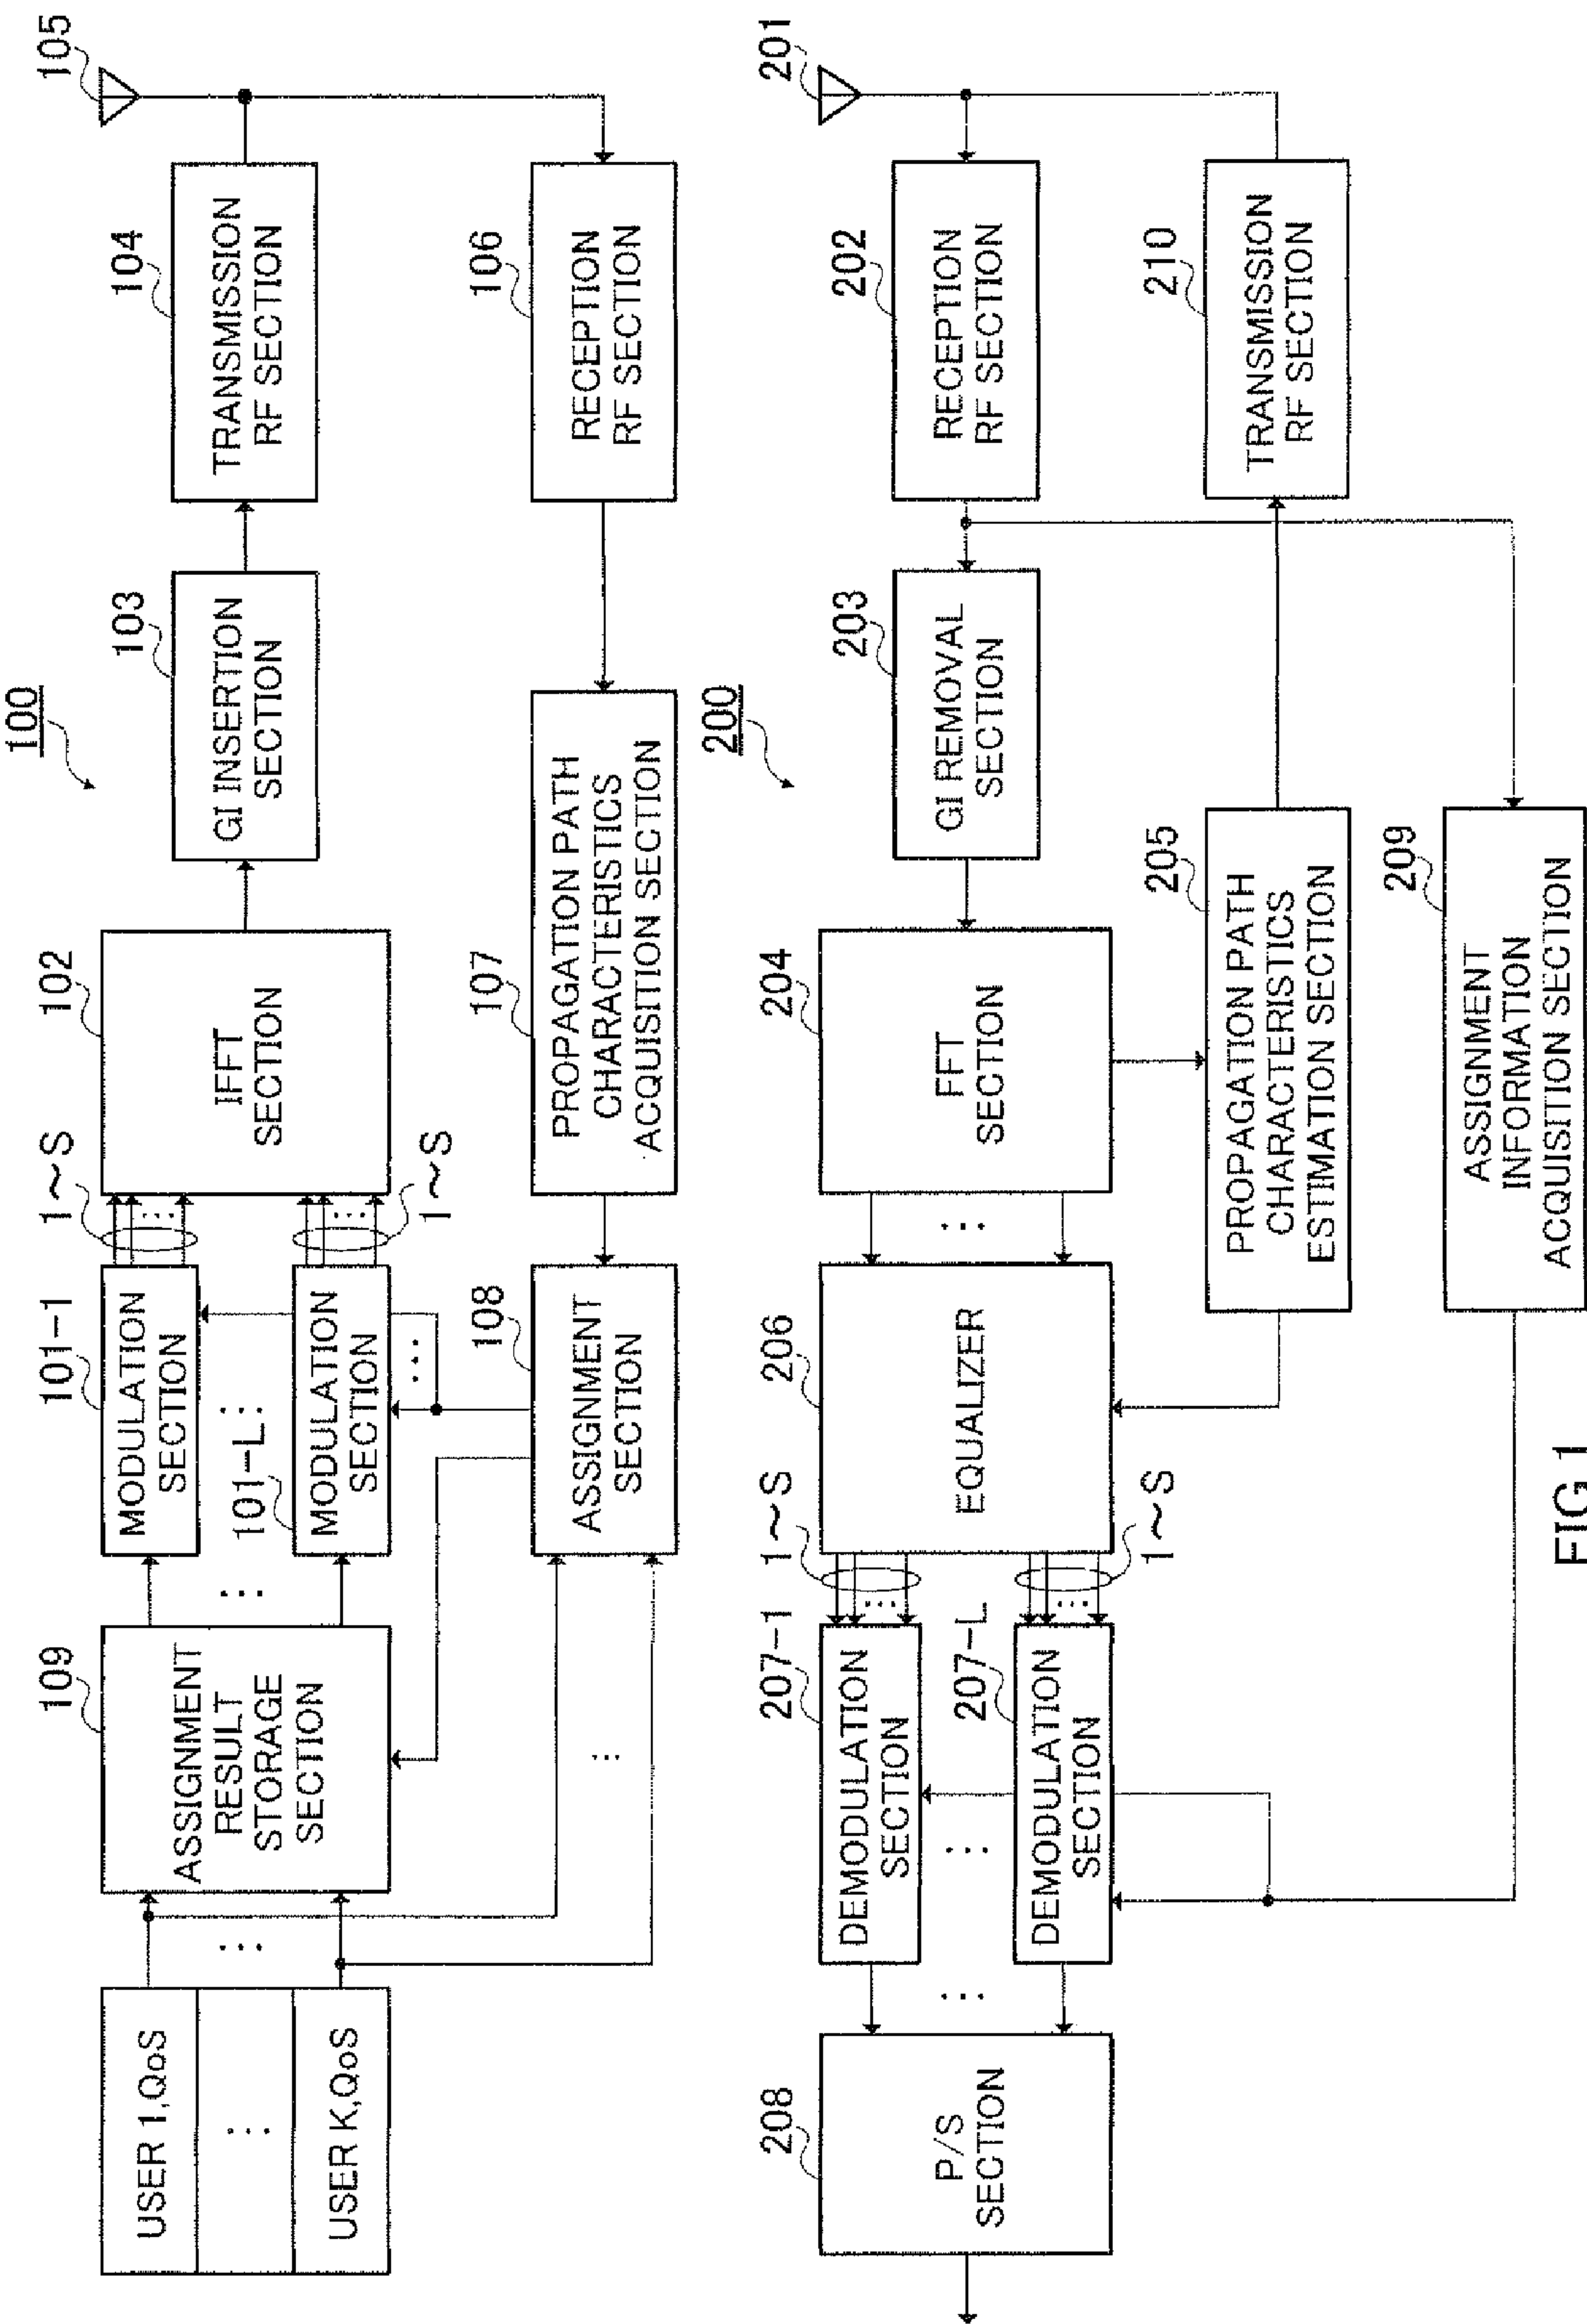 100
USER 1,QoS
...
USER K,QoS
...
109
ASSIGNMENT
RESULT
STORAGE
SECTION
...
101-1
MODULATION
SECTION
101-L
:
MODULATION
SECTION
...
1~S
...
...
1~S
102
IFFT
SECTION
103
GI INSERTION
SECTION
104
TRANSMISSION
RF SECTION
105
...
108
ASSIGNMENT
SECTION
107
PROPAGATION PATH
CHARACTERISTICS
ACQUISITION SECTION
106
RECEPTION
RF SECTION
200
208
P/S
SECTION
...
207-1
DEMODULATION
SECTION
...
207-L
DEMODULATION
SECTION
1~S
...
...
1~S
206
EQUALIZER
...
204
FFT
SECTION
203
GI REMOVAL
SECTION
202
RECEPTION
RF SECTION
201
205
PROPAGATION PATH
CHARACTERISTICS
ESTIMATION SECTION
210
TRANSMISSION
RF SECTION
209
ASSIGNMENT
INFORMATION
ACQUISITION SECTION
FIG.1